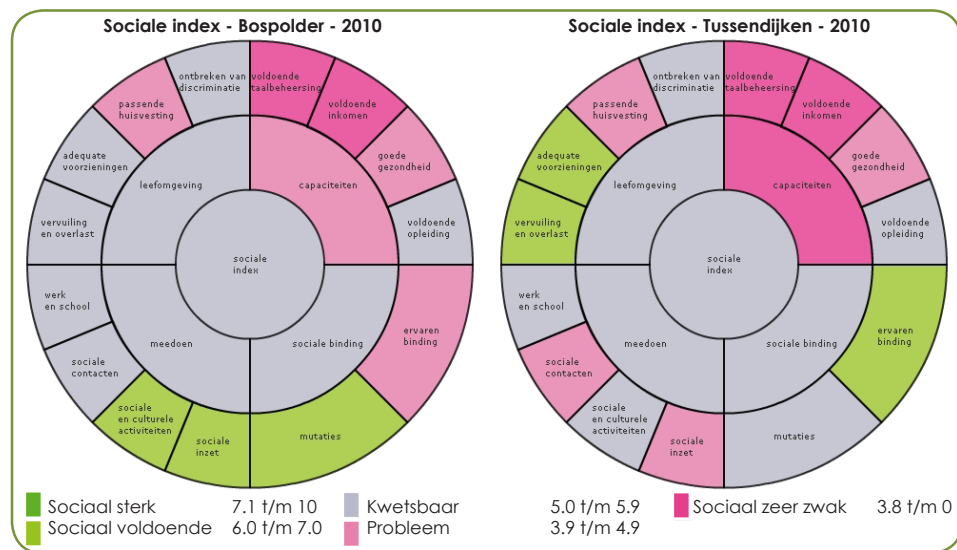 Sociale index - Bospolder - 2010
ontbreken van
discriminatie
voldoende
taalbeheersing
passende
huisvesting
voldoende
inkomen
adequate
voorzieningen
goede
gezondheid
leefomgeving
capaciteiten
vervuiling
en overlast
voldoende
opleiding
sociale
index
werk
en school
ervaren
binding
meedoen
sociale binding
sociale
contacten
sociale
en culturele
activiteiten
sociale
inzet
mutaties
Sociale index - Tussendijken - 2010
ontbreken van
discriminatie
voldoende
taalbeheersing
passende
huisvesting
voldoende
inkomen
adequate
voorzieningen
goede
gezondheid
leefomgeving
capaciteiten
vervuiling
en overlast
voldoende
opleiding
sociale
index
werk
en school
ervaren
binding
meedoen
sociale binding
sociale
contacten
sociale
en culturele
activiteiten
sociale
inzet
mutaties
Sociaal sterk 7.1 t/m 10 Kwetsbaar 5.0 t/m 5.9 Sociaal zeer zwak 3.8 t/m 0
Sociaal voldoende 6.0 t/m 7.0 Probleem 3.9 t/m 4.9